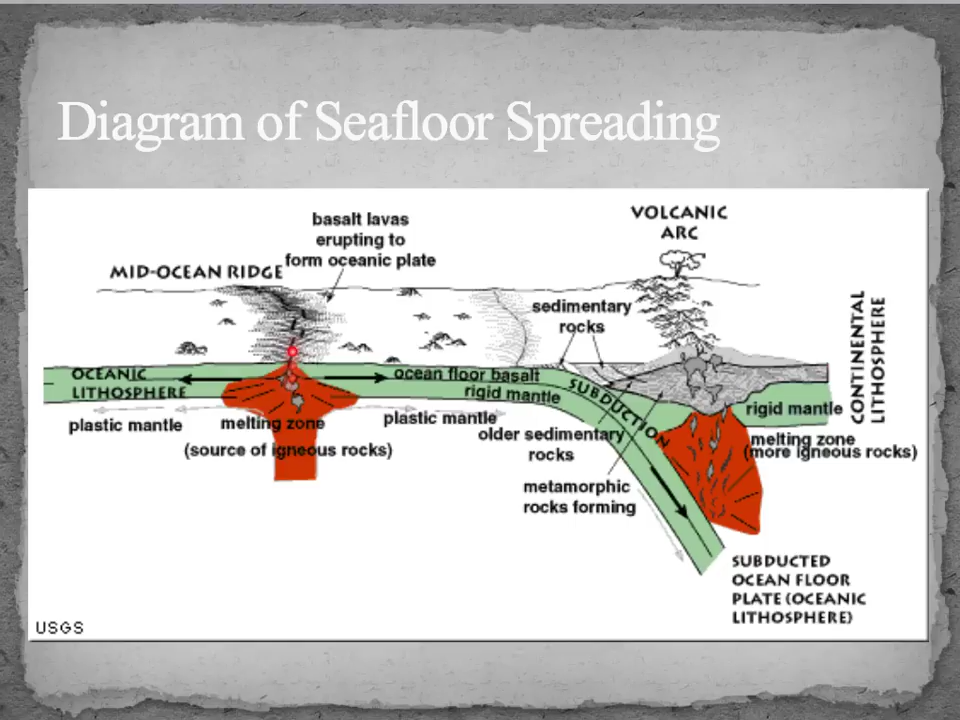 Diagram of Seafloor Spreading
VOLCANIC
ARC
basalt lavas
erupting to
form oceanic plate
MID-OCEAN RIDGE
sedimentary
rocks
CONTINENTAL
LITHOSPHERE
OCEANIC
LITHOSPHERE
ocean floor basalt
rigid mantle
SUBDUCTION
rigid mantle
plastic mantle
melting zone
(source of igneous rocks)
plastic mantle
older sedimentary
rocks
melting zone
(more igneous rocks)
metamorphic
rocks forming
SUBDUCTED
OCEAN FLOOR
PLATE (OCEANIC
LITHOSPHERE)
USGS